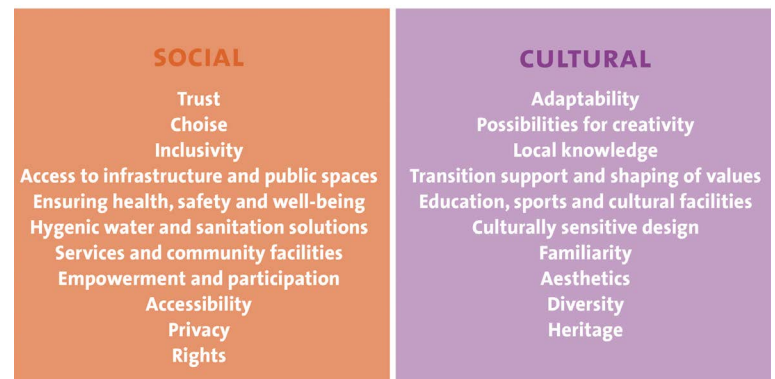 SOCIAL
Trust
Choise
Inclusivity
Access to infrastructure and public spaces
Ensuring health, safety and well-being
Hygenic water and sanitation solutions
Services and community facilities
Empowerment and participation
Accessibility
Privacy
Rights
CULTURAL
Adaptability
Possibilities for creativity
Local knowledge
Transition support and shaping of values
Education, sports and cultural facilities
Culturally sensitive design
Familiarity
Aesthetics
Diversity
Heritage